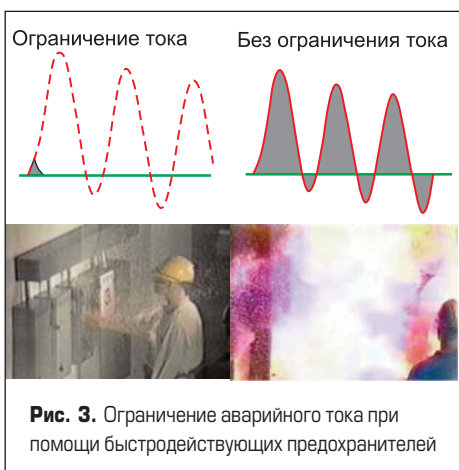 Ограничение тока
Без ограничения тока
Рис. 3. Ограничение аварийного тока при
помощи быстродействующих предохранителей